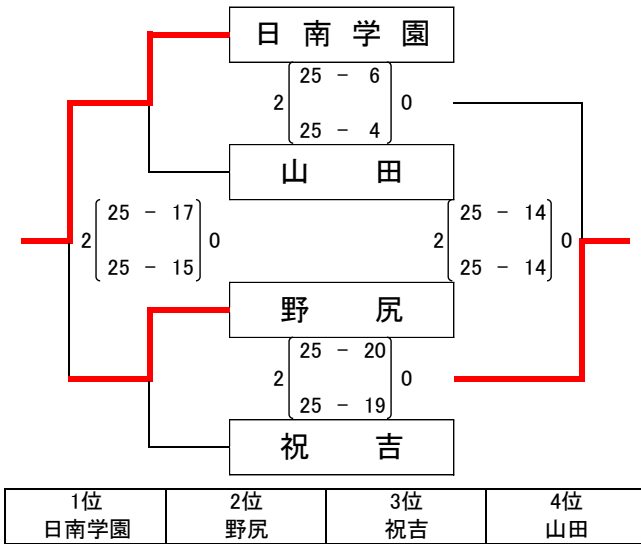 日南学園
25 - 6
2 0
25 - 4
山田
25 - 17
2 0
25 - 15
25 - 14
2 0
25 - 14
野尻
25 - 20
2 0
25 - 19
祝吉
1位 2位 3位 4位
日南学園 野尻 祝吉 山田